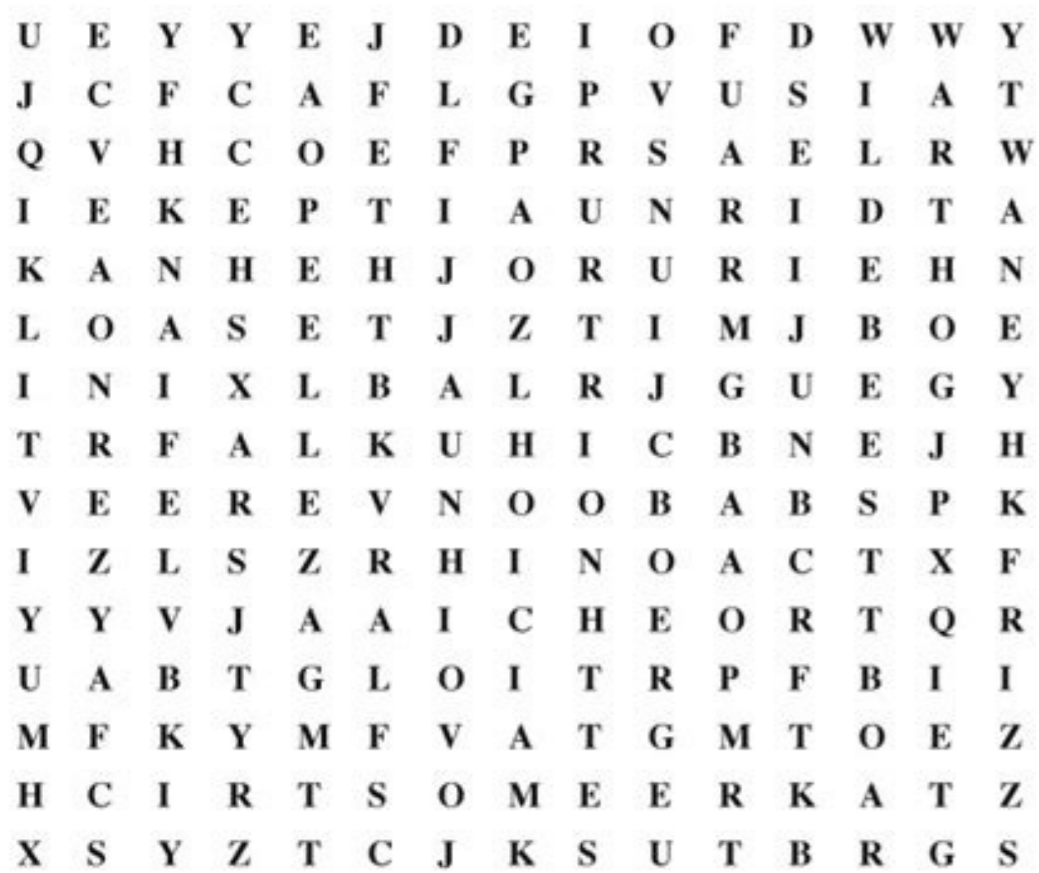 U E Y Y E J D E I O F D W W Y
J C F C A F L G P V U S I A T
Q V H C O E F P R S A E L R W
I E K E P T I A U N R I D T A
K A N H E H J O R U R I E H N
L O A S E T J Z T I M J B O E
I N I X L B A L R J G U E G Y
T R F A L K U H I C B N E J H
V E E R E V N O O B A B S P K
I Z L S Z R H I N O A C T X F
Y Y V J A A I C H E O R T Q R
U A B T G L O I T R P F B I I
M F K Y M F V A T G M T O E Z
H C I R T S O M E E R K A T Z
X S Y Z T C J K S U T B R G S